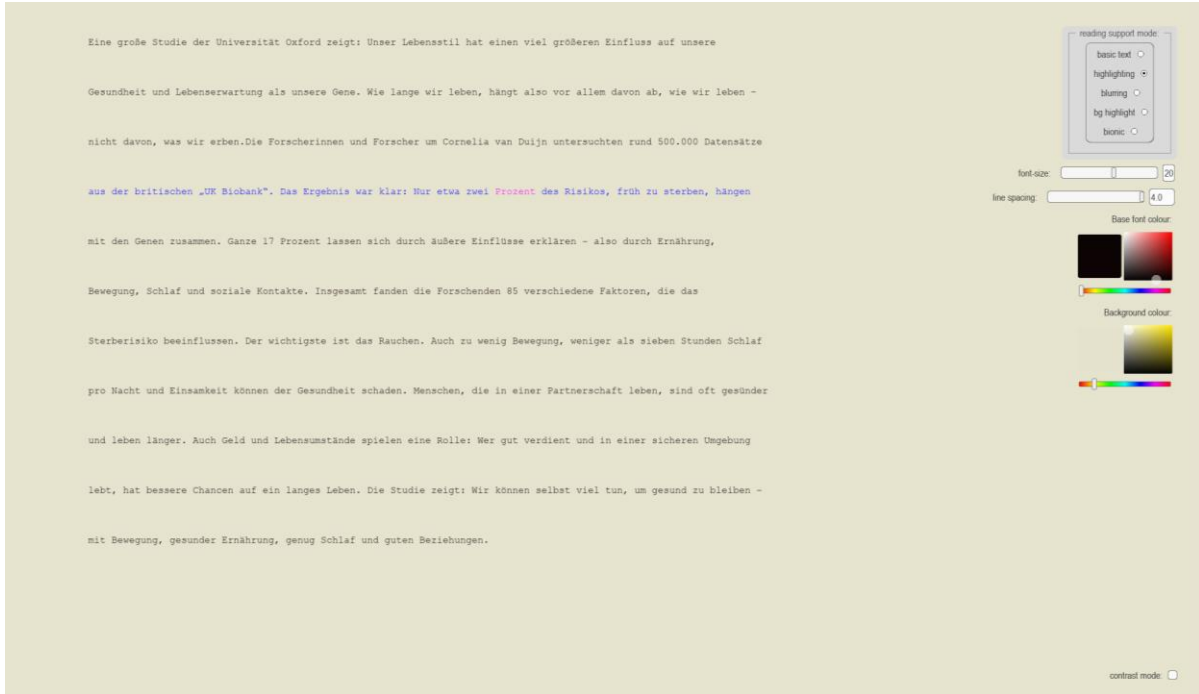 Eine große Studie der Universität Oxford zeigt: Unser Lebensstil hat einen viel größeren Einfluss auf unsere
Gesundheit und Lebenserwartung als unsere Gene. Wie lange wir leben, hängt also vor allem davon ab, wie wir leben –
nicht davon, was wir erben.Die Forscherinnen und Forscher um Cornelia van Duijn untersuchten rund 500.000 Datensätze
aus der britischen „UK Biobank“. Das Ergebnis war klar: Nur etwa zwei Prozent des Risikos, früh zu sterben, hängen
mit den Genen zusammen. Ganze 17 Prozent lassen sich durch äußere Einflüsse erklären – also durch Ernährung,
Bewegung, Schlaf und soziale Kontakte. Insgesamt fanden die Forschenden 85 verschiedene Faktoren, die das
Sterberisiko beeinflussen. Der wichtigste ist das Rauchen. Auch zu wenig Bewegung, weniger als sieben Stunden Schlaf
pro Nacht und Einsamkeit können der Gesundheit schaden. Menschen, die in einer Partnerschaft leben, sind oft gesünder
und leben länger. Auch Geld und Lebensumstände spielen eine Rolle: Wer gut verdient und in einer sicheren Umgebung
lebt, hat bessere Chancen auf ein langes Leben. Die Studie zeigt: Wir können selbst viel tun, um gesund zu bleiben –
mit Bewegung, gesunder Ernährung, genug Schlaf und guten Beziehungen.
reading support mode:
basic text
highlighting
blurring
bg highlight
bionic
font-size: 20
line spacing: 4.0
Base font colour:
Background colour:
contrast mode: